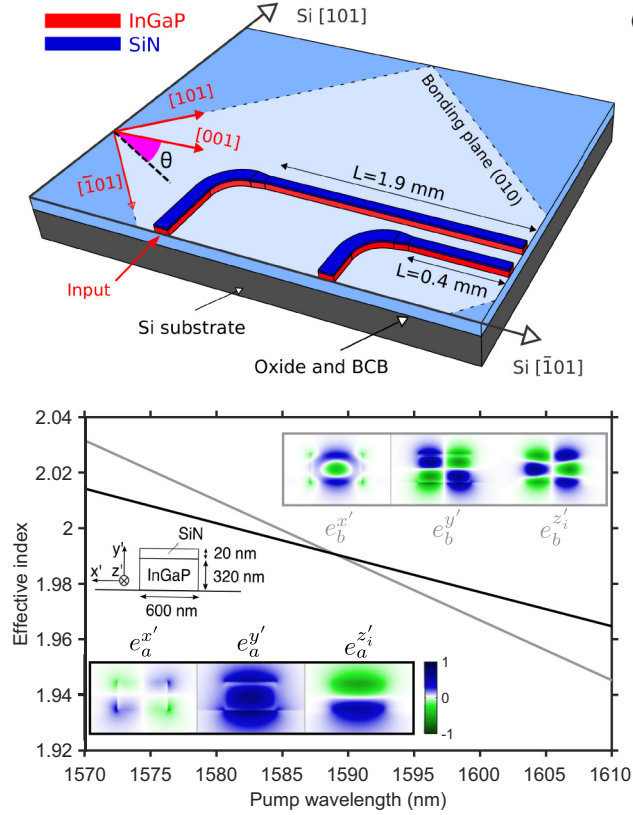 InGaP
SiN
Si [101]
(
[101]
[001]
θ
[1̅01]
Bonding plane (010)
L=1.9 mm
L=0.4 mm
Input
Si substrate
Oxide and BCB
Si [1̅01]
2.04
2.02
2
1.98
1.96
1.94
1.92
Effective index
e_b^{x'}
e_b^{y'}
e_b^{z'_i}
SiN
y'
20 nm
x'
z'
InGaP
320 nm
600 nm
e_a^{x'}
e_a^{y'}
e_a^{z'_i}
1
0
-1
1570 1575 1580 1585 1590 1595 1600 1605 1610
Pump wavelength (nm)